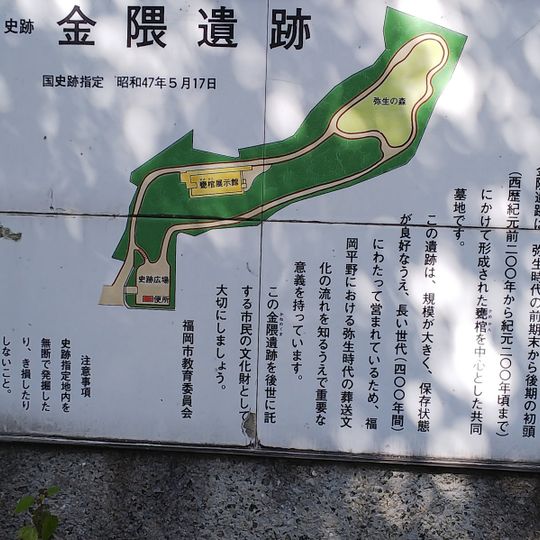 史跡 金隈遺跡
国史跡指定 昭和47年5月17日
弥生の森
甕棺展示館
史跡広場
便所
金隈遺跡は、弥生時代の前期末から後期の初頭
(西歴紀元前二〇〇年から紀元二〇〇年頃まで)
にかけて形成された甕棺を中心とした共同
墓地です。
この遺跡は、規模が大きく、保存状態
が良好なうえ、長い世代(四〇〇年間)
にわたって営まれているため、福
岡平野における弥生時代の葬送文
化の流れを知るうえで重要な
意義を持っています。
この金隈遺跡を後世に託
する市民の文化財として
大切にしましょう。
福岡市教育委員会
注意事項
史跡指定地内を
無断で発掘した
り、き損したり
しないこと。